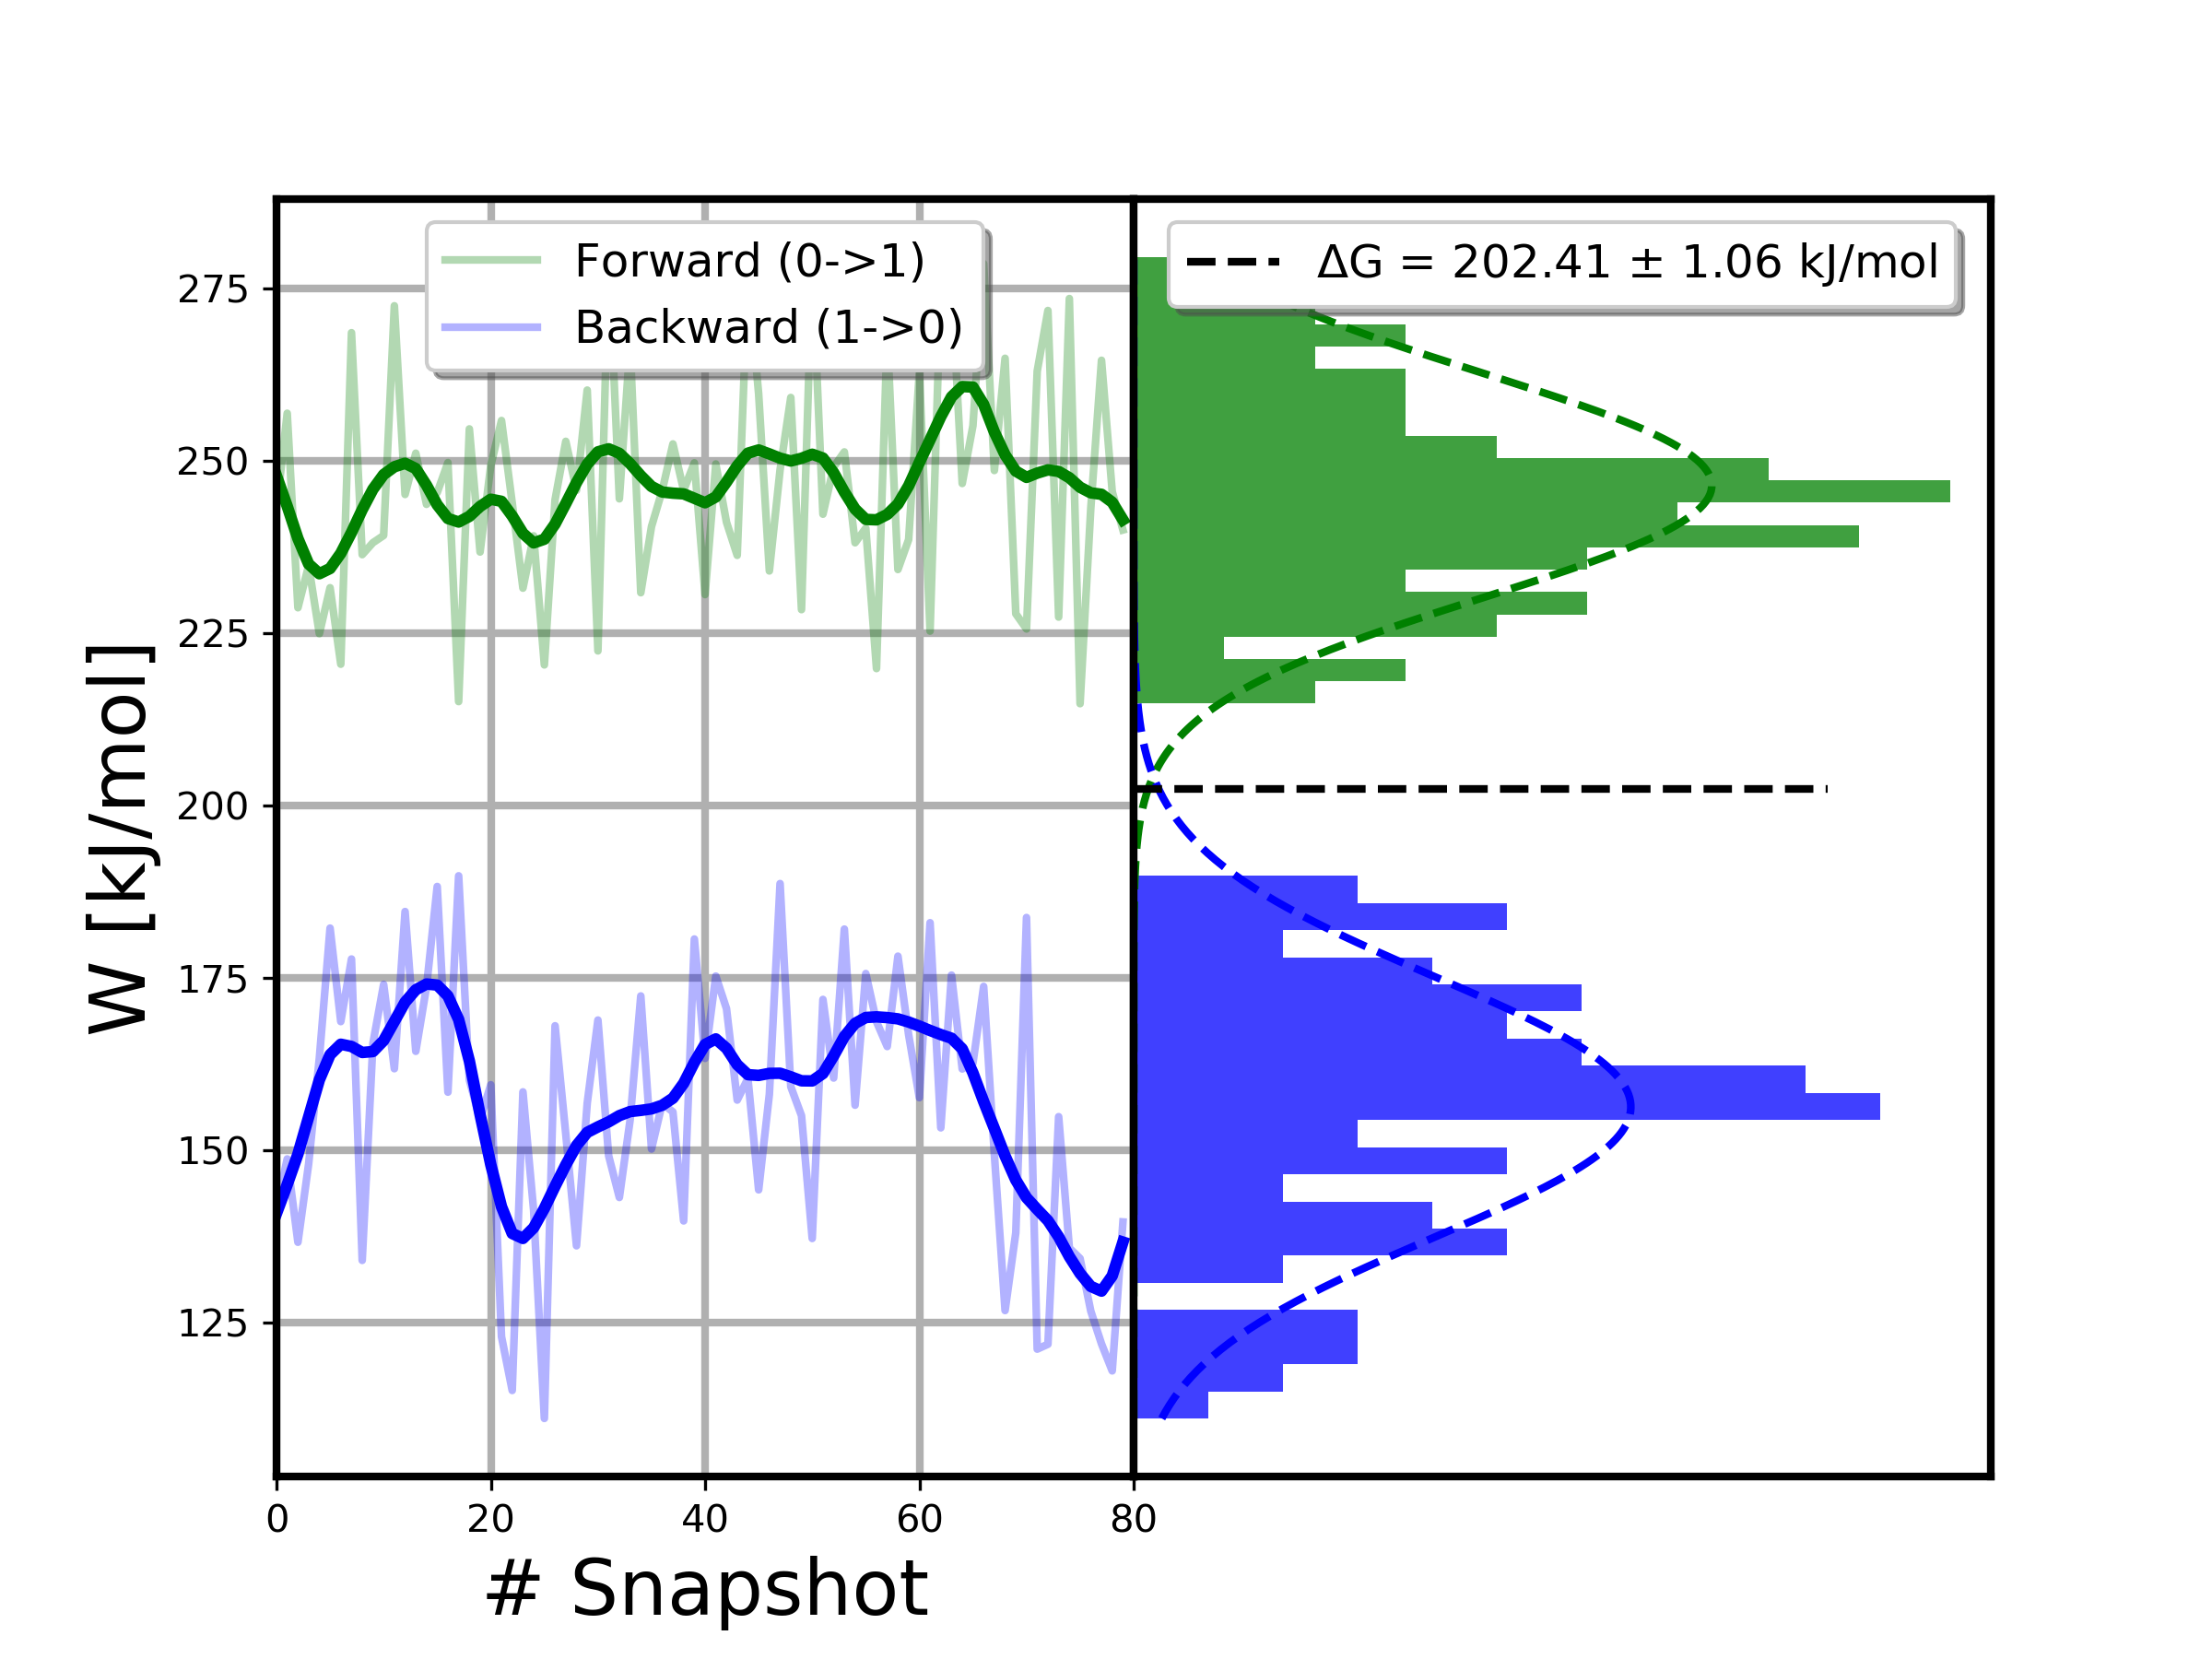 Forward (0->1)
Backward (1->0)
ΔG = 202.41 ± 1.06 kJ/mol
275
250
225
200
175
150
125
W [kJ/mol]
0 20 40 60 80
# Snapshot